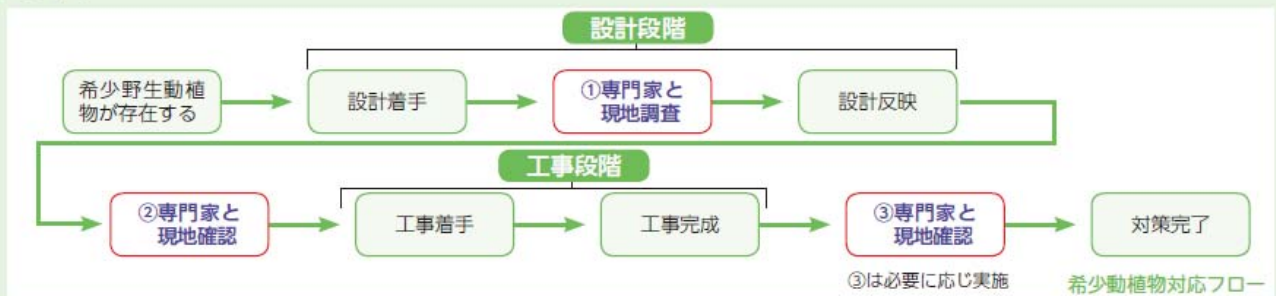 設計段階
希少野生動植
物が存在する
設計着手
①専門家と
現地調査
設計反映
工事段階
②専門家と
現地確認
工事着手
工事完成
③専門家と
現地確認
対策完了
③は必要に応じ実施
希少動植物対応フロー